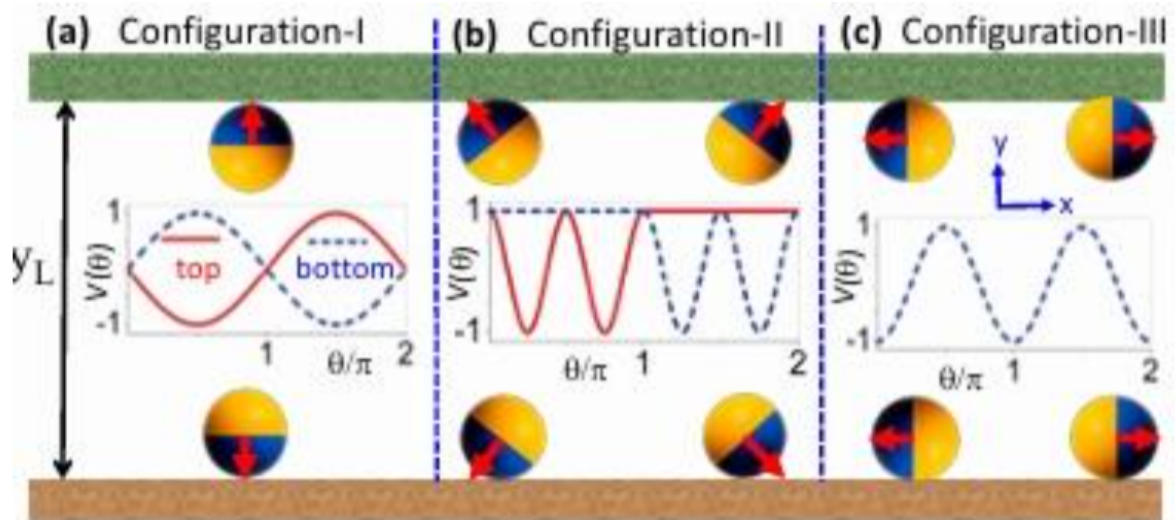 (a) Configuration-I
(b) Configuration-II
(c) Configuration-III
y
x
1
V(θ)
top
bottom
-1
θ/π
1
2
1
V(θ)
-1
θ/π
1
2
1
V(θ)
-1
θ/π
1
2
yL